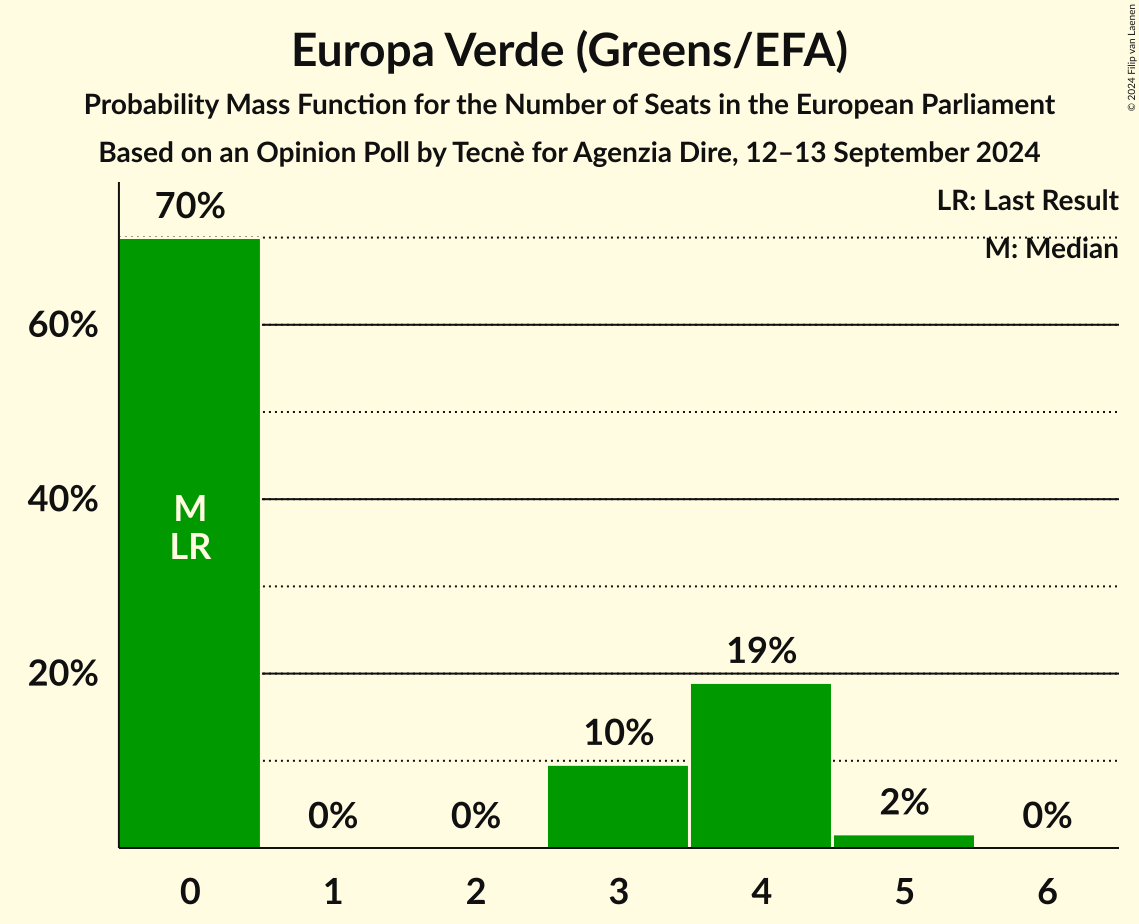 Europa Verde (Greens/EFA)
Probability Mass Function for the Number of Seats in the European Parliament
Based on an Opinion Poll by Tecnè for Agenzia Dire, 12–13 September 2024
© 2024 Filip van Laenen
LR: Last Result
M: Median
70%
60%
40%
20%
M
LR
0%
0%
10%
19%
2%
0%
0
1
2
3
4
5
6